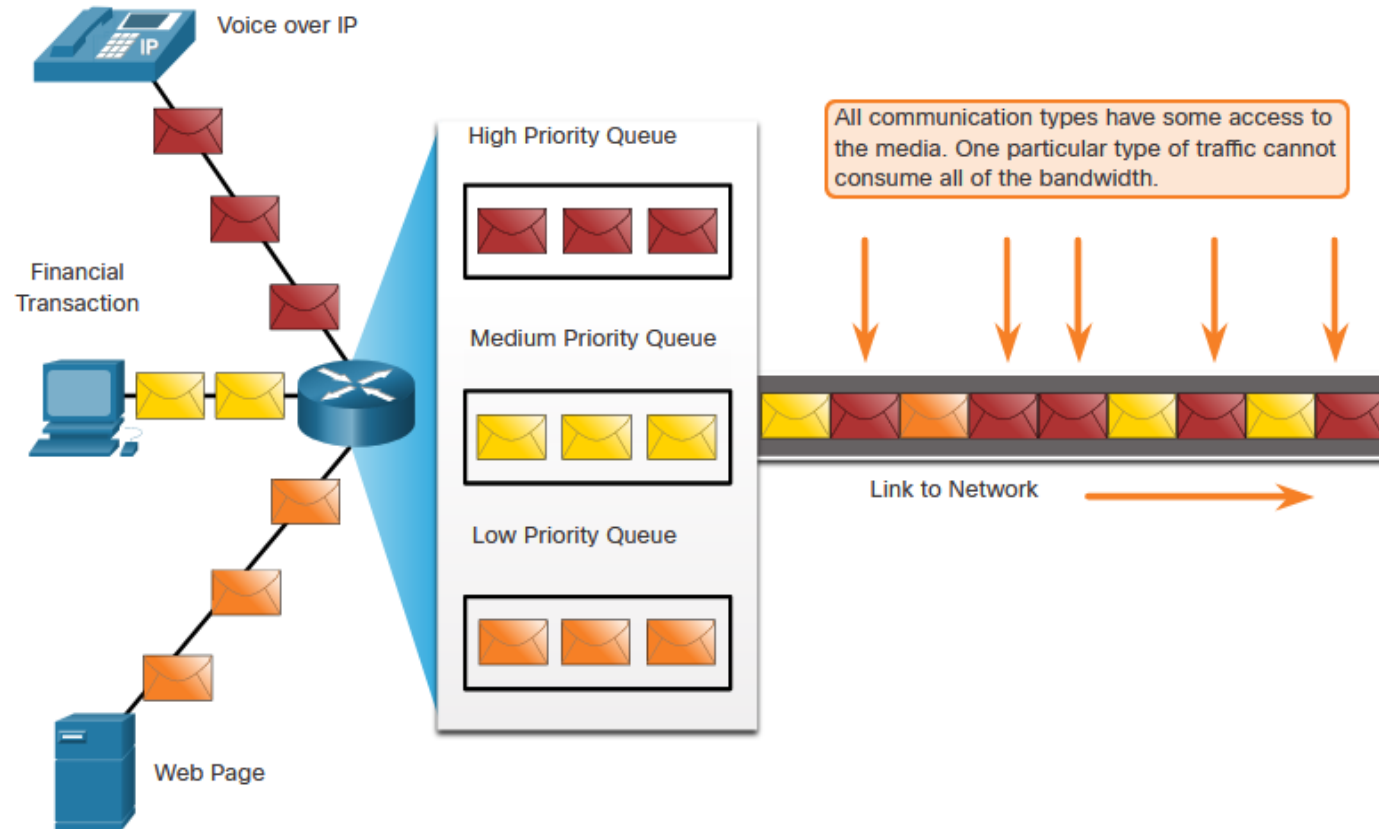 Voice over IP
IP
High Priority Queue
All communication types have some access to
the media. One particular type of traffic cannot
consume all of the bandwidth.
Financial
Transaction
Medium Priority Queue
Link to Network
Low Priority Queue
Web Page